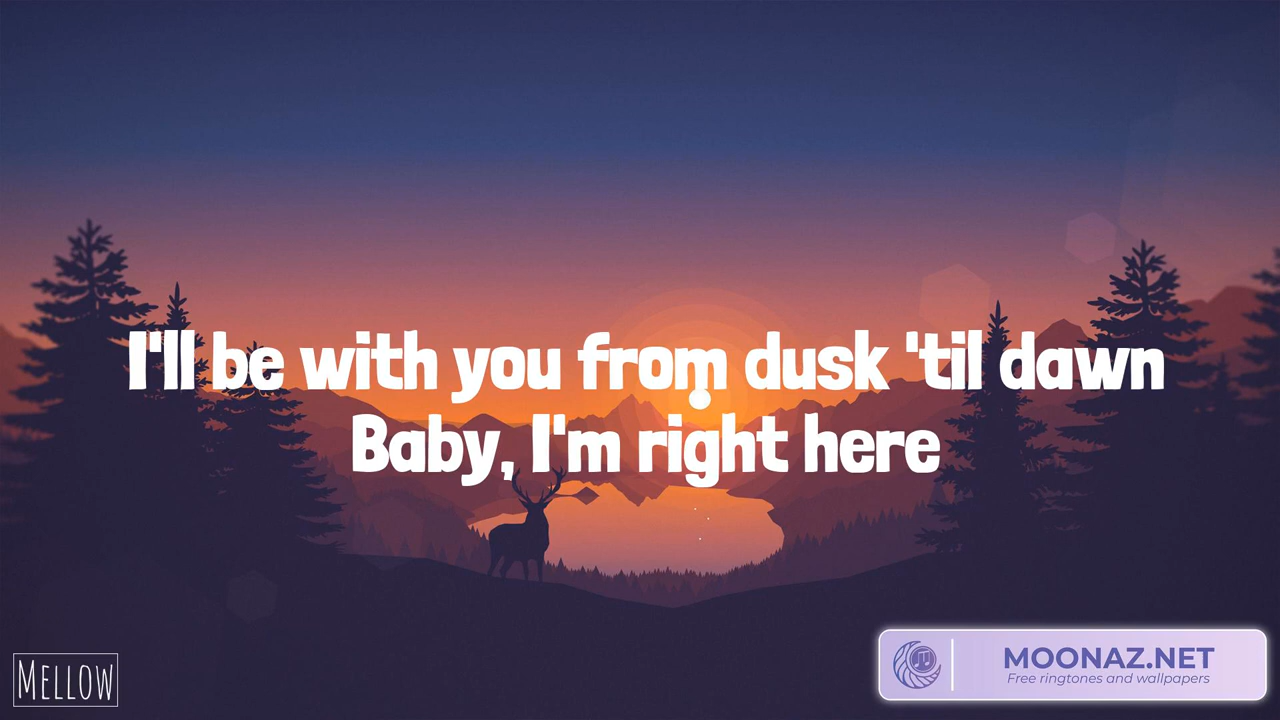 I'll be with you from dusk 'til dawn
Baby, I'm right here
MELLOW
MOONAZ.NET
Free ringtones and wallpapers